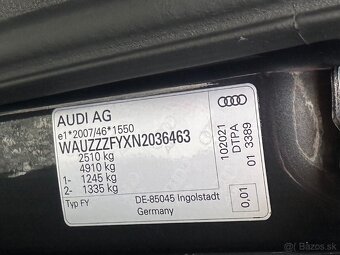 AUDI AG
e1*2007/46*1550
WAUZZZFYXN2036463
2510 kg
4910 kg
1- 1245 kg
2- 1335 kg
Typ FY
DE-85045 Ingolstadt
Germany
102021
DTPA
01 3389
0,01
Bazos.sk